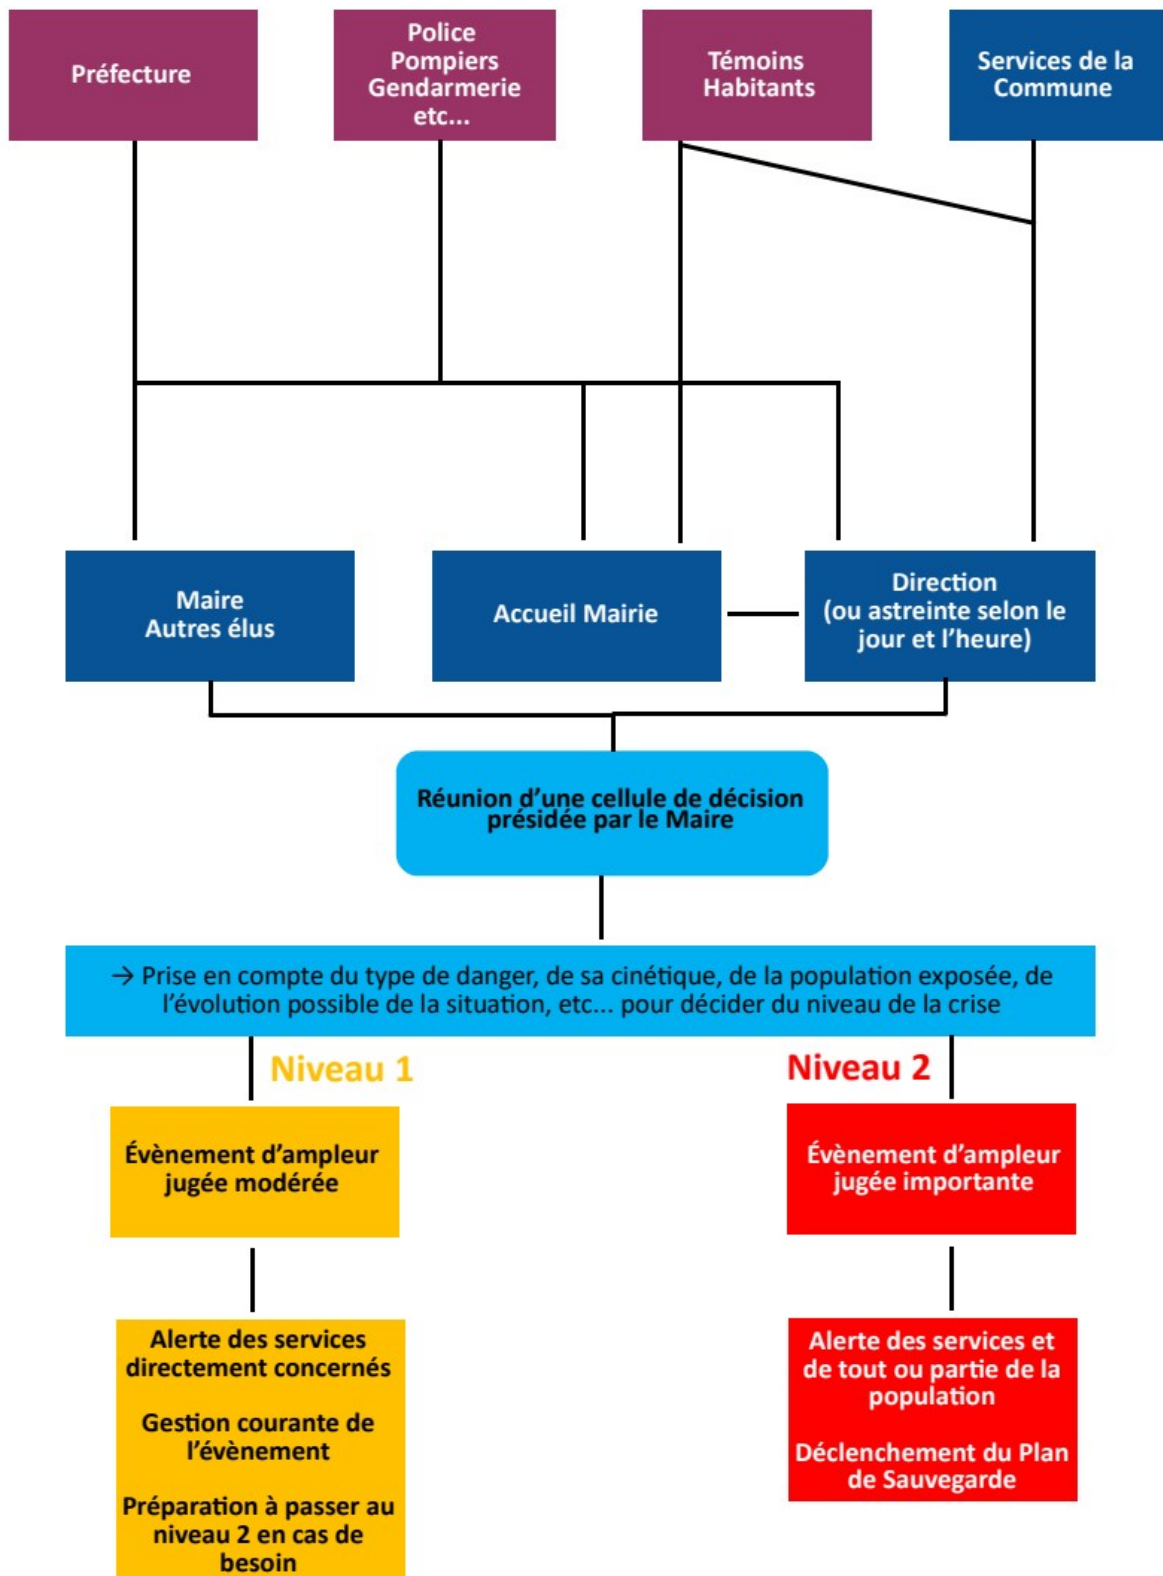 Préfecture
Police
Pompiers
Gendarmerie
etc...
Témoins
Habitants
Services de la
Commune
Maire
Autres élus
Accueil Mairie
Direction
(ou astreinte selon le
jour et l’heure)
Réunion d’une cellule de décision
présidée par le Maire
→ Prise en compte du type de danger, de sa cinétique, de la population exposée, de
l’évolution possible de la situation, etc... pour décider du niveau de la crise
Niveau 1
Niveau 2
Évènement d’ampleur
jugée modérée
Évènement d’ampleur
jugée importante
Alerte des services
directement concernés
Gestion courante de
l’évènement
Préparation à passer au
niveau 2 en cas de
besoin
Alerte des services et
de tout ou partie de la
population
Déclenchement du Plan
de Sauvegarde